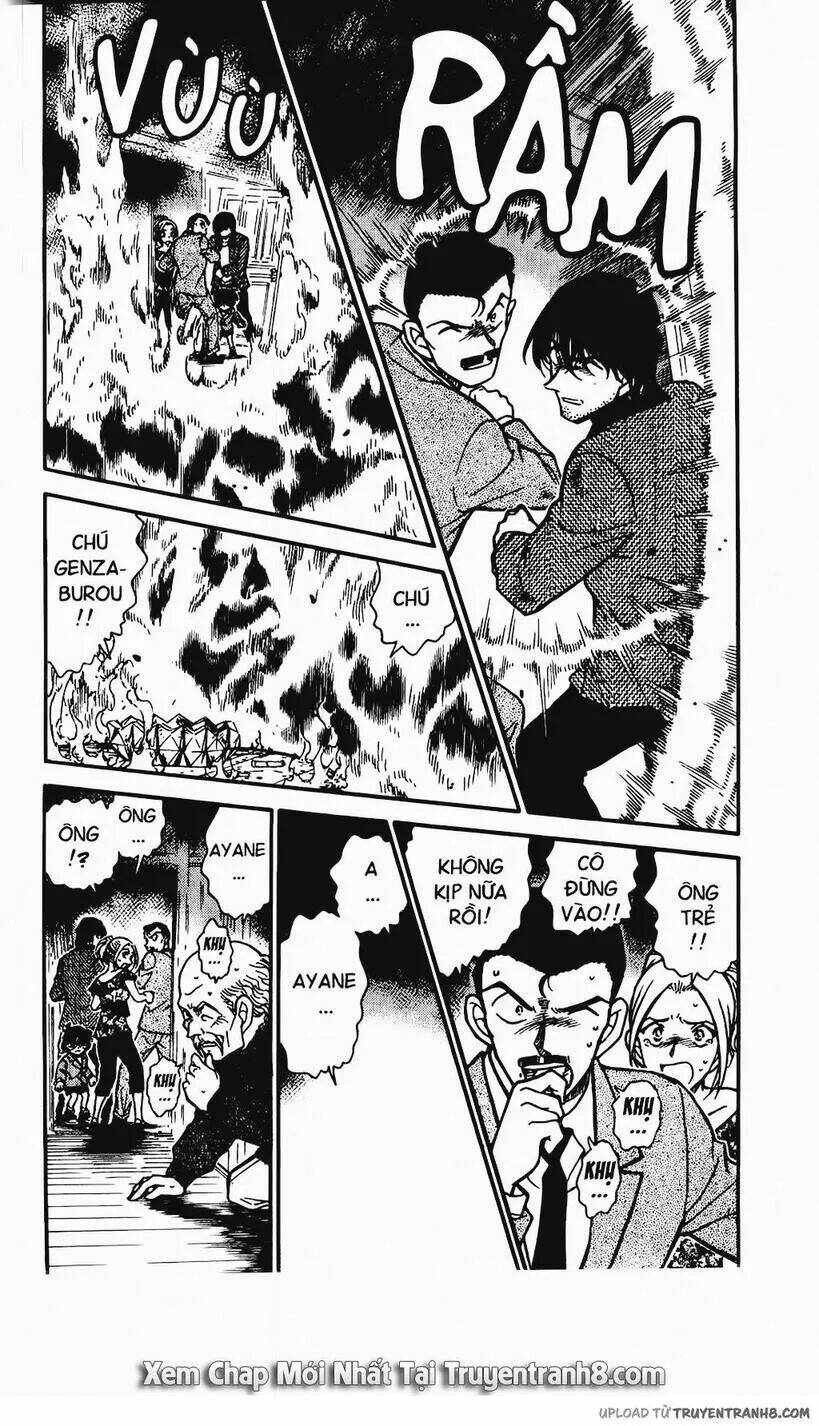 RẦM
VÙÙ
CHÚ
...
CHÚ
GENZA-
BUROU
!!
ÔNG
TRẺ
!!
CÔ
ĐỪNG
VÀO!!
KHÔNG
KỊP NỮA
RỒI!
KHỤ
...
KHỤ
...
A
...
AYANE
...
AYANE
...
ÔNG
...
ÔNG
!?
KHỤ
...
KHỤ
...
Xem Chap Mới Nhất Tại Truyentranh8.com
UPLOAD TỪ TRUYENTRANH8.COM